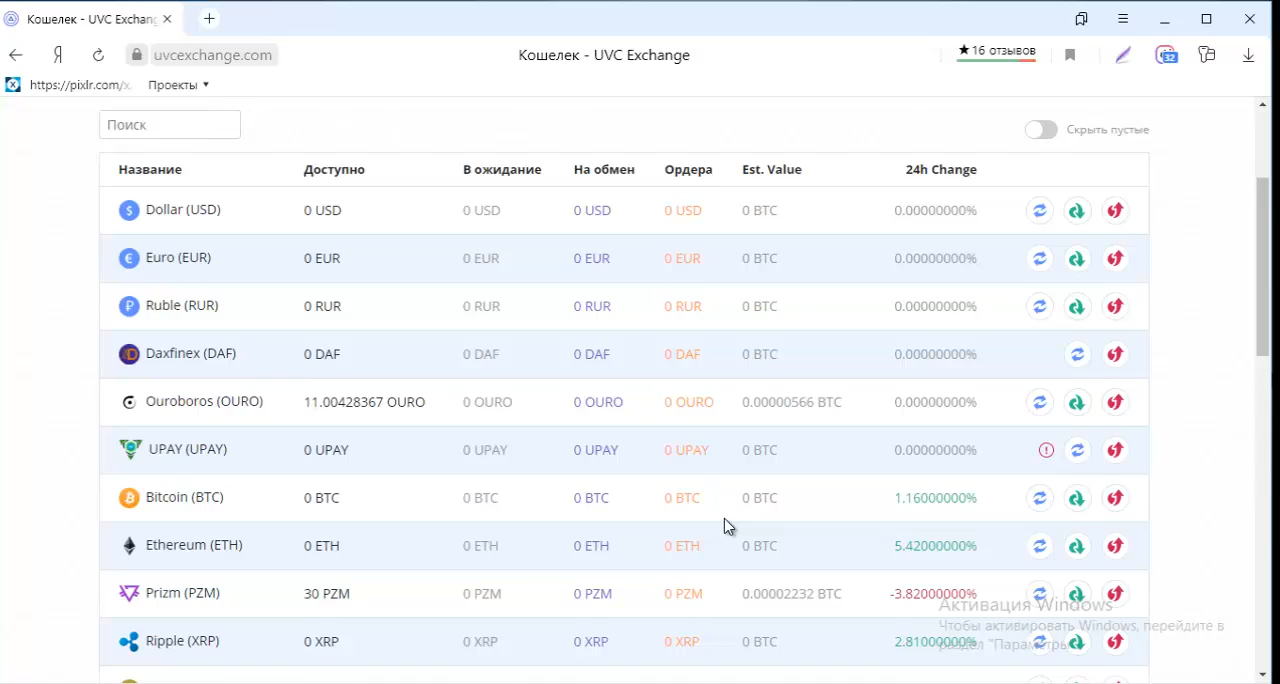 Кошелек - UVC Exchang
uvcexchange.com
Кошелек - UVC Exchange
★16 отзывов
32
https://pixlr.com/x
Проекты
Поиск
Скрыть пустые
Название Доступно В ожидание На обмен Ордера Est. Value 24h Change
Dollar (USD) 0 USD 0 USD 0 USD 0 USD 0 BTC 0.00000000%
Euro (EUR) 0 EUR 0 EUR 0 EUR 0 EUR 0 BTC 0.00000000%
Ruble (RUR) 0 RUR 0 RUR 0 RUR 0 RUR 0 BTC 0.00000000%
Daxfinex (DAF) 0 DAF 0 DAF 0 DAF 0 DAF 0 BTC 0.00000000%
Ouroboros (OURO) 11.00428367 OURO 0 OURO 0 OURO 0 OURO 0.00000566 BTC 0.00000000%
UPAY (UPAY) 0 UPAY 0 UPAY 0 UPAY 0 UPAY 0 BTC 0.00000000%
Bitcoin (BTC) 0 BTC 0 BTC 0 BTC 0 BTC 0 BTC 1.16000000%
Ethereum (ETH) 0 ETH 0 ETH 0 ETH 0 ETH 0 BTC 5.42000000%
Prizm (PZM) 30 PZM 0 PZM 0 PZM 0 PZM 0.00002232 BTC -3.82000000%
Ripple (XRP) 0 XRP 0 XRP 0 XRP 0 XRP 0 BTC 2.81000000%
Активация Windows
Чтобы активировать Windows, перейдите в
раздел "Параметры